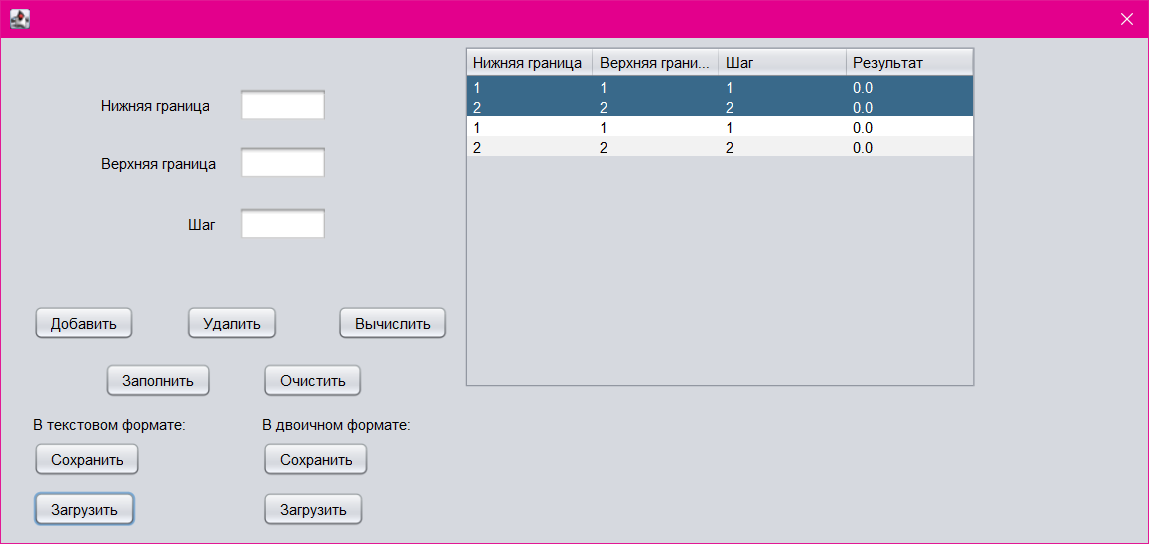 Нижняя граница
Верхняя граница
Шаг
Добавить Удалить Вычислить
Заполнить Очистить
В текстовом формате: В двоичном формате:
Сохранить Сохранить
Загрузить Загрузить
Нижняя граница Верхняя грани... Шаг Результат
1 1 1 0.0
2 2 2 0.0
1 1 1 0.0
2 2 2 0.0